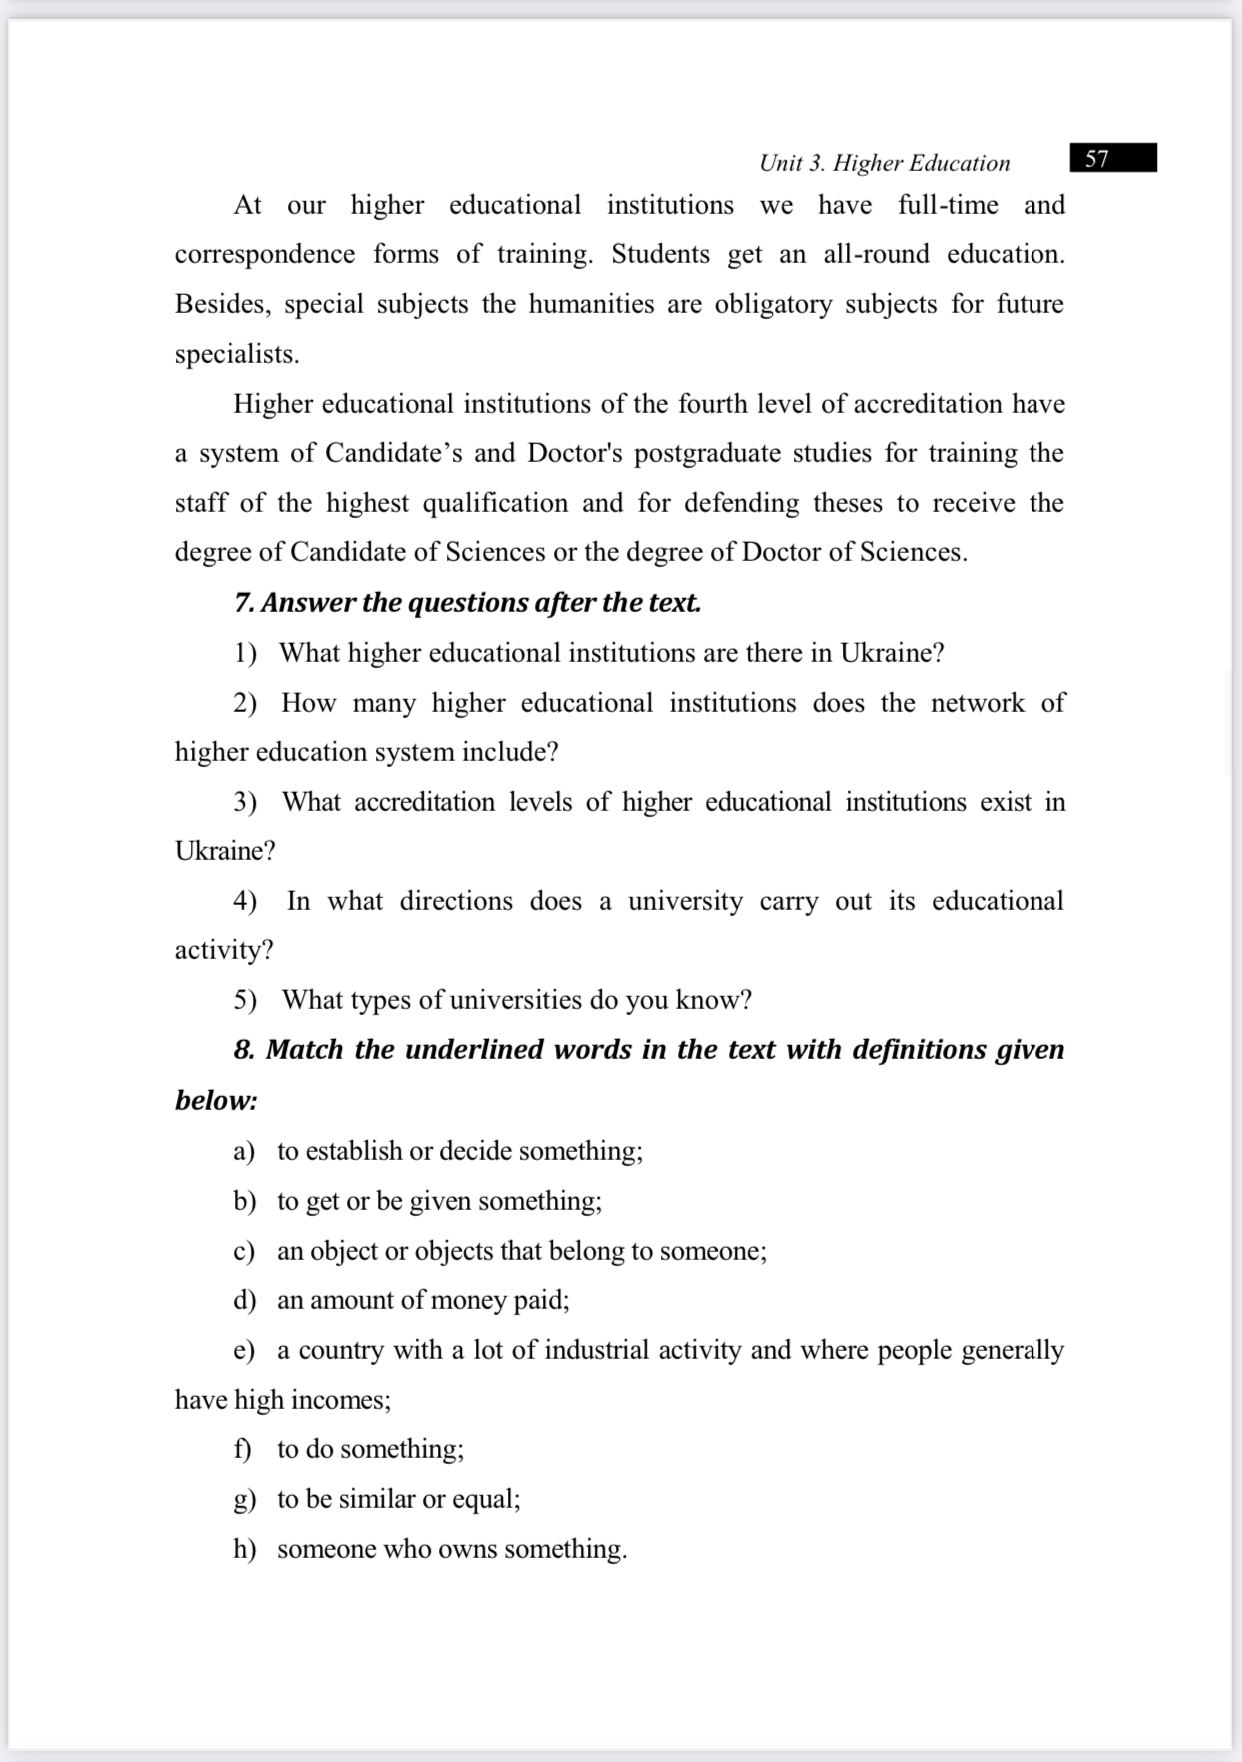 Unit 3. Higher Education 57
At our higher educational institutions we have full-time and
correspondence forms of training. Students get an all-round education.
Besides, special subjects the humanities are obligatory subjects for future
specialists.
Higher educational institutions of the fourth level of accreditation have
a system of Candidate’s and Doctor's postgraduate studies for training the
staff of the highest qualification and for defending theses to receive the
degree of Candidate of Sciences or the degree of Doctor of Sciences.
7. Answer the questions after the text.
1) What higher educational institutions are there in Ukraine?
2) How many higher educational institutions does the network of
higher education system include?
3) What accreditation levels of higher educational institutions exist in
Ukraine?
4) In what directions does a university carry out its educational
activity?
5) What types of universities do you know?
8. Match the underlined words in the text with definitions given
below:
a) to establish or decide something;
b) to get or be given something;
c) an object or objects that belong to someone;
d) an amount of money paid;
e) a country with a lot of industrial activity and where people generally
have high incomes;
f) to do something;
g) to be similar or equal;
h) someone who owns something.